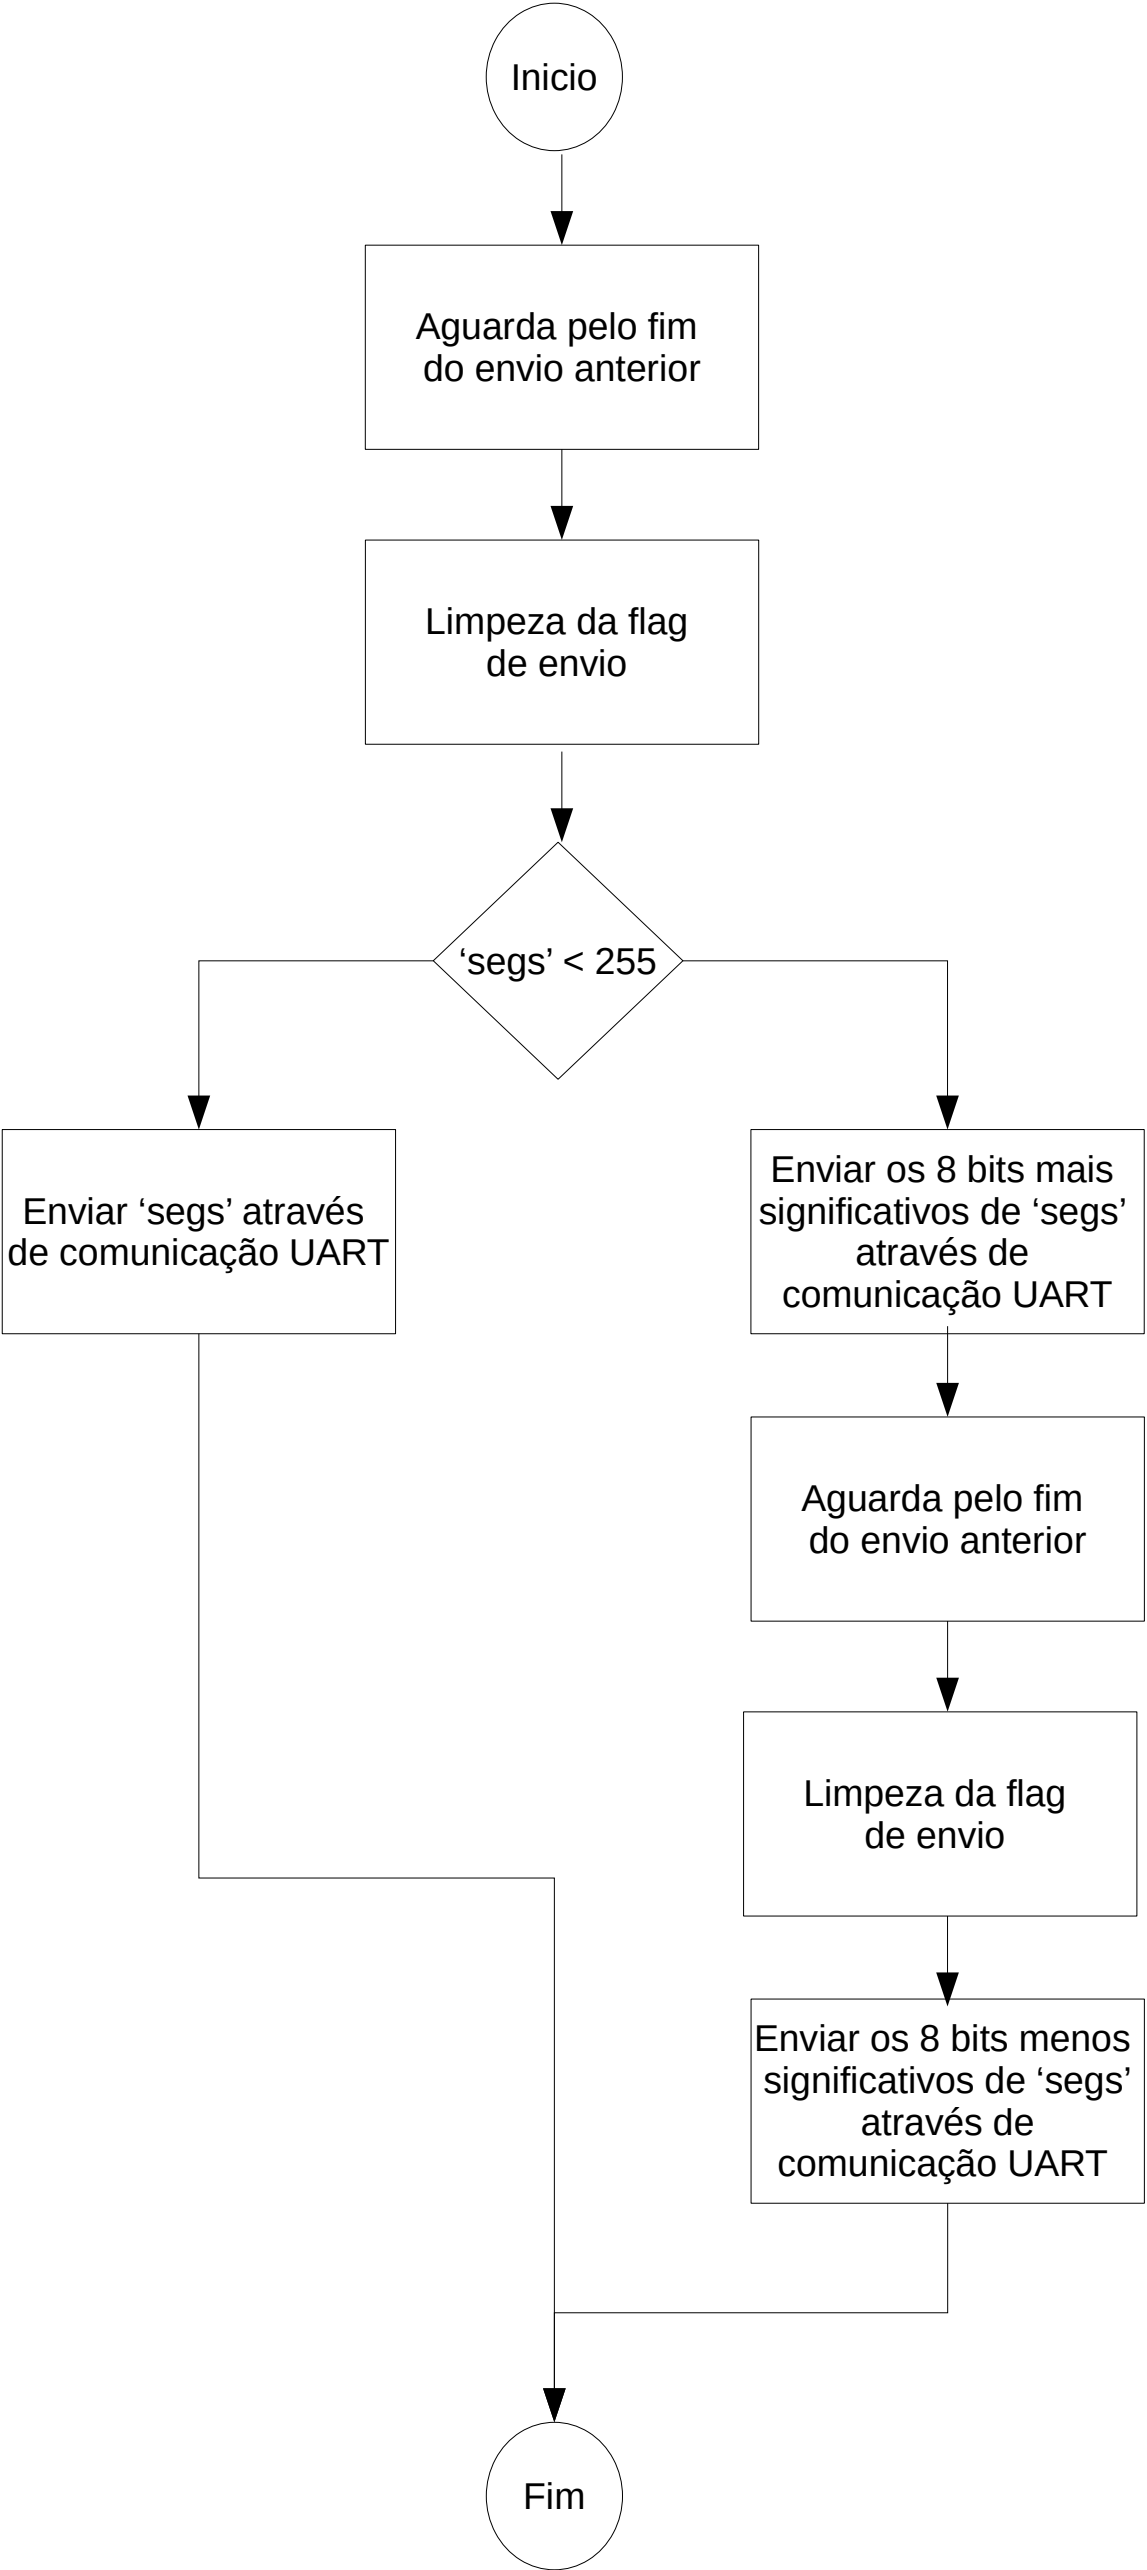 Inicio
Aguarda pelo fim
do envio anterior
Limpeza da flag
de envio
‘segs’ < 255
Enviar ‘segs’ através
de comunicação UART
Enviar os 8 bits mais
significativos de ‘segs’
através de
comunicação UART
Aguarda pelo fim
do envio anterior
Limpeza da flag
de envio
Enviar os 8 bits menos
significativos de ‘segs’
através de
comunicação UART
Fim